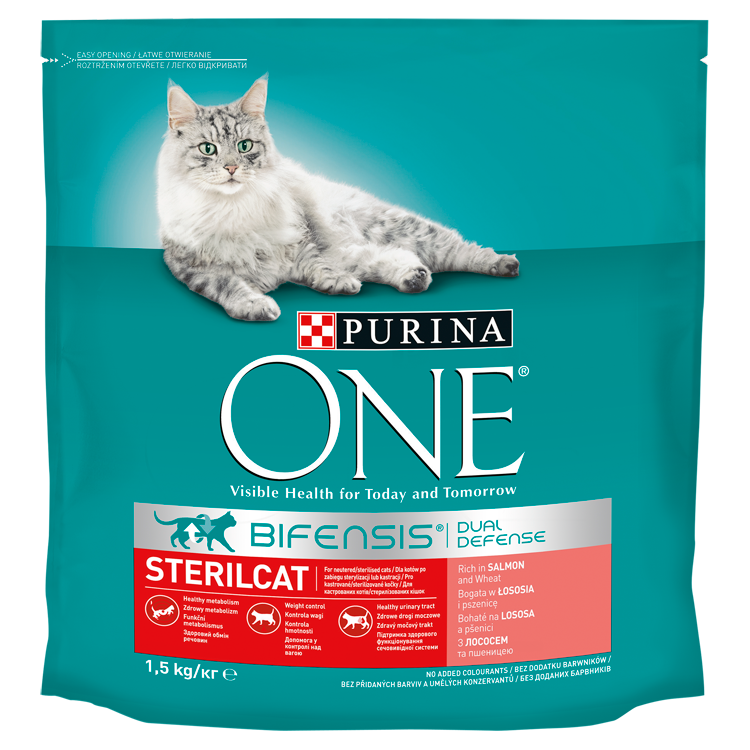 EASY OPENING / ŁATWE OTWIERANIE
ROZTRŽENÍM OTEVŘETE / ЛЕГКО ВІДКРИВАТИ
PURINA
ONE®
Visible Health for Today and Tomorrow
BIFENSIS® DUAL
DEFENSE
STERILCAT
For neutered/sterilised cats / Dla kotów po
zabiegu sterylizacji lub kastracji / Pro
kastrované/sterilizované kočky / Для
кастрованих котів/стерилізованих кішок
Rich in SALMON
and Wheat
Bogata w ŁOSOSIA
i pszenicę
Bohaté na LOSOSA
a pšenici
З ЛОСОСЕМ
та пшеницею
Healthy metabolism
Zdrowy metabolizm
Funkční
metabolismus
Здоровий обмін
речовин
Weight control
Kontrola wagi
Kontrola
hmotnosti
Допомога у
контролі над
вагою
Healthy urinary tract
Zdrowe drogi moczowe
Zdravý močový trakt
Підтримка здорового
функціонування
сечовивідної системи
1,5 kg/кг ℮
NO ADDED COLOURANTS / BEZ DODATKU BARWNIKÓW /
BEZ PŘIDANÝCH BARVIV A UMĚLÝCH KONZERVANTŮ / БЕЗ ДОДАНИХ БАРВНИКІВ